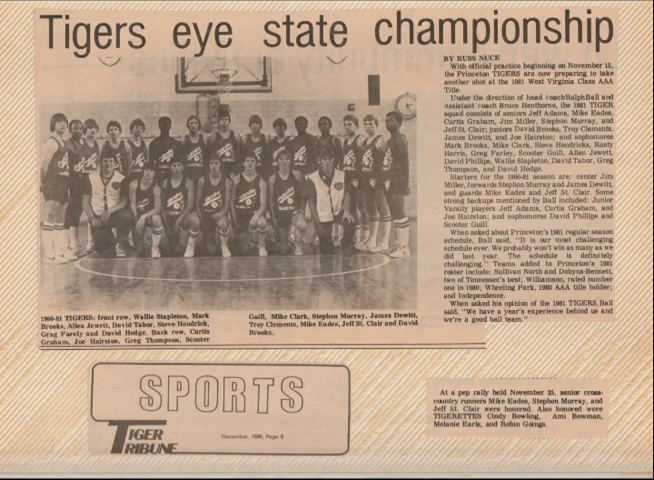 Tigers eye state championship
BY RUSS NUCE
With official practice beginning on November 15,
the Princeton TIGERS are now preparing to take
another shot at the 1981 West Virginia Class AAA
Title.
Under the direction of head coach Ralph Ball and
assistant coach Bruce Henthorne, the 1981 TIGER
squad consists of seniors Jeff Adams, Mike Eades,
Curtis Graham, Jim Miller, Stephon Murray, and
Jeff St. Clair; juniors David Brooks, Troy Clements,
James Dewitt, and Joe Hairston; and sophomores
Mark Brooks, Mike Clark, Steve Hendricks, Rusty
Harris, Greg Farley, Scooter Guill, Allen Jewett,
David Phillips, Wallie Stapleton, David Tabor, Greg
Thompson, and David Hedge.
Starters for the 1980-81 season are: center Jim
Miller, forwards Stephon Murray and James Dewitt,
and guards Mike Eades and Jeff St. Clair. Some
strong backups mentioned by Ball included: Junior
Varsity players Jeff Adams, Curtis Graham, and
Joe Hairston; and sophomores David Phillips and
Scooter Guill.
When asked about Princeton's 1981 regular season
schedule, Ball said, "It is our most challenging
schedule ever. We probably won't win as many as we
did last year. The schedule is definitely
challenging." Teams added to Princeton's 1981
roster include: Sullivan North and Dobyns-Bennett,
two of Tennessee's best; Williamson, rated number
one in 1980; Wheeling Park, 1980 AAA title holder;
and Independence.
When asked his opinion of the 1981 TIGERS, Ball
said, "We have a year's experience behind us and
we're a good ball team."
1980-81 TIGERS: front row, Wallie Stapleton, Mark
Brooks, Allen Jewett, David Tabor, Steve Hendrick,
Grag Farely and David Hedge. Back row, Curtis
Graham, Joe Hairston, Greg Thompson, Scooter
Guill, Mike Clark, Stephon Murray, James Dewitt,
Troy Clements, Mike Eades, Jeff St. Clair and David
Brooks.
SPORTS
TIGER
TRIBUNE
December, 1980, Page 8
At a pep rally held November 25, senior cross-
country runners Mike Eades, Stephon Murray, and
Jeff St. Clair were honored. Also honored were
TIGERETTES Cindy Bowling, Ami Bowman,
Melanie Earls, and Robin Goings.